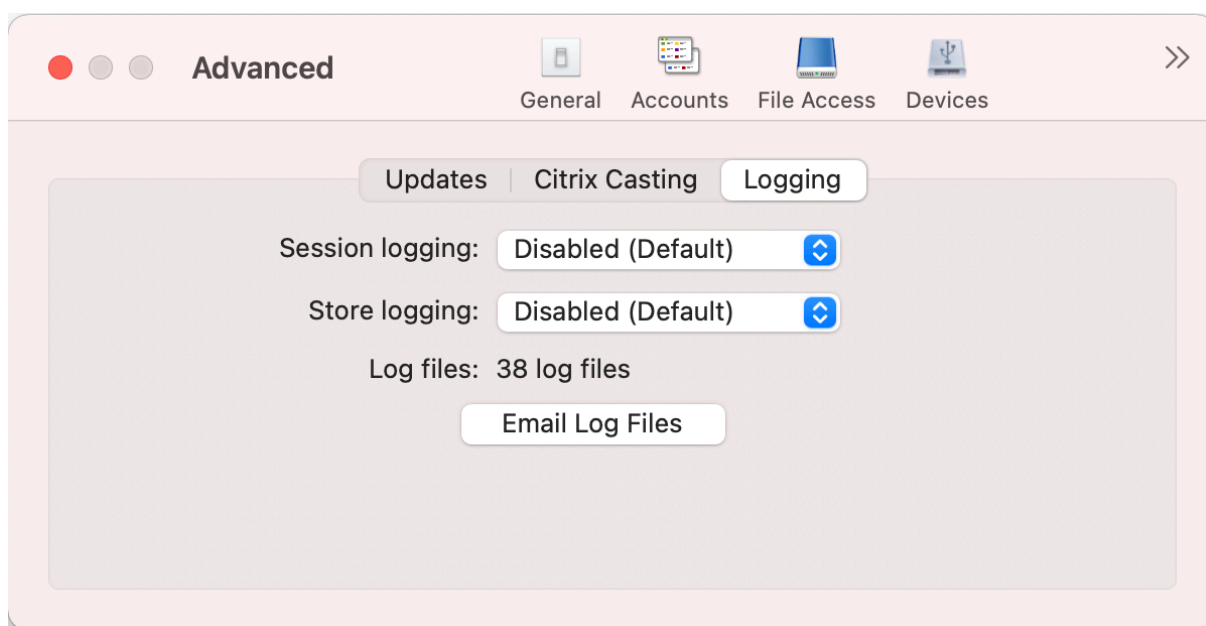 Advanced
General Accounts File Access Devices
Updates Citrix Casting Logging
Session logging: Disabled (Default)
Store logging: Disabled (Default)
Log files: 38 log files
Email Log Files